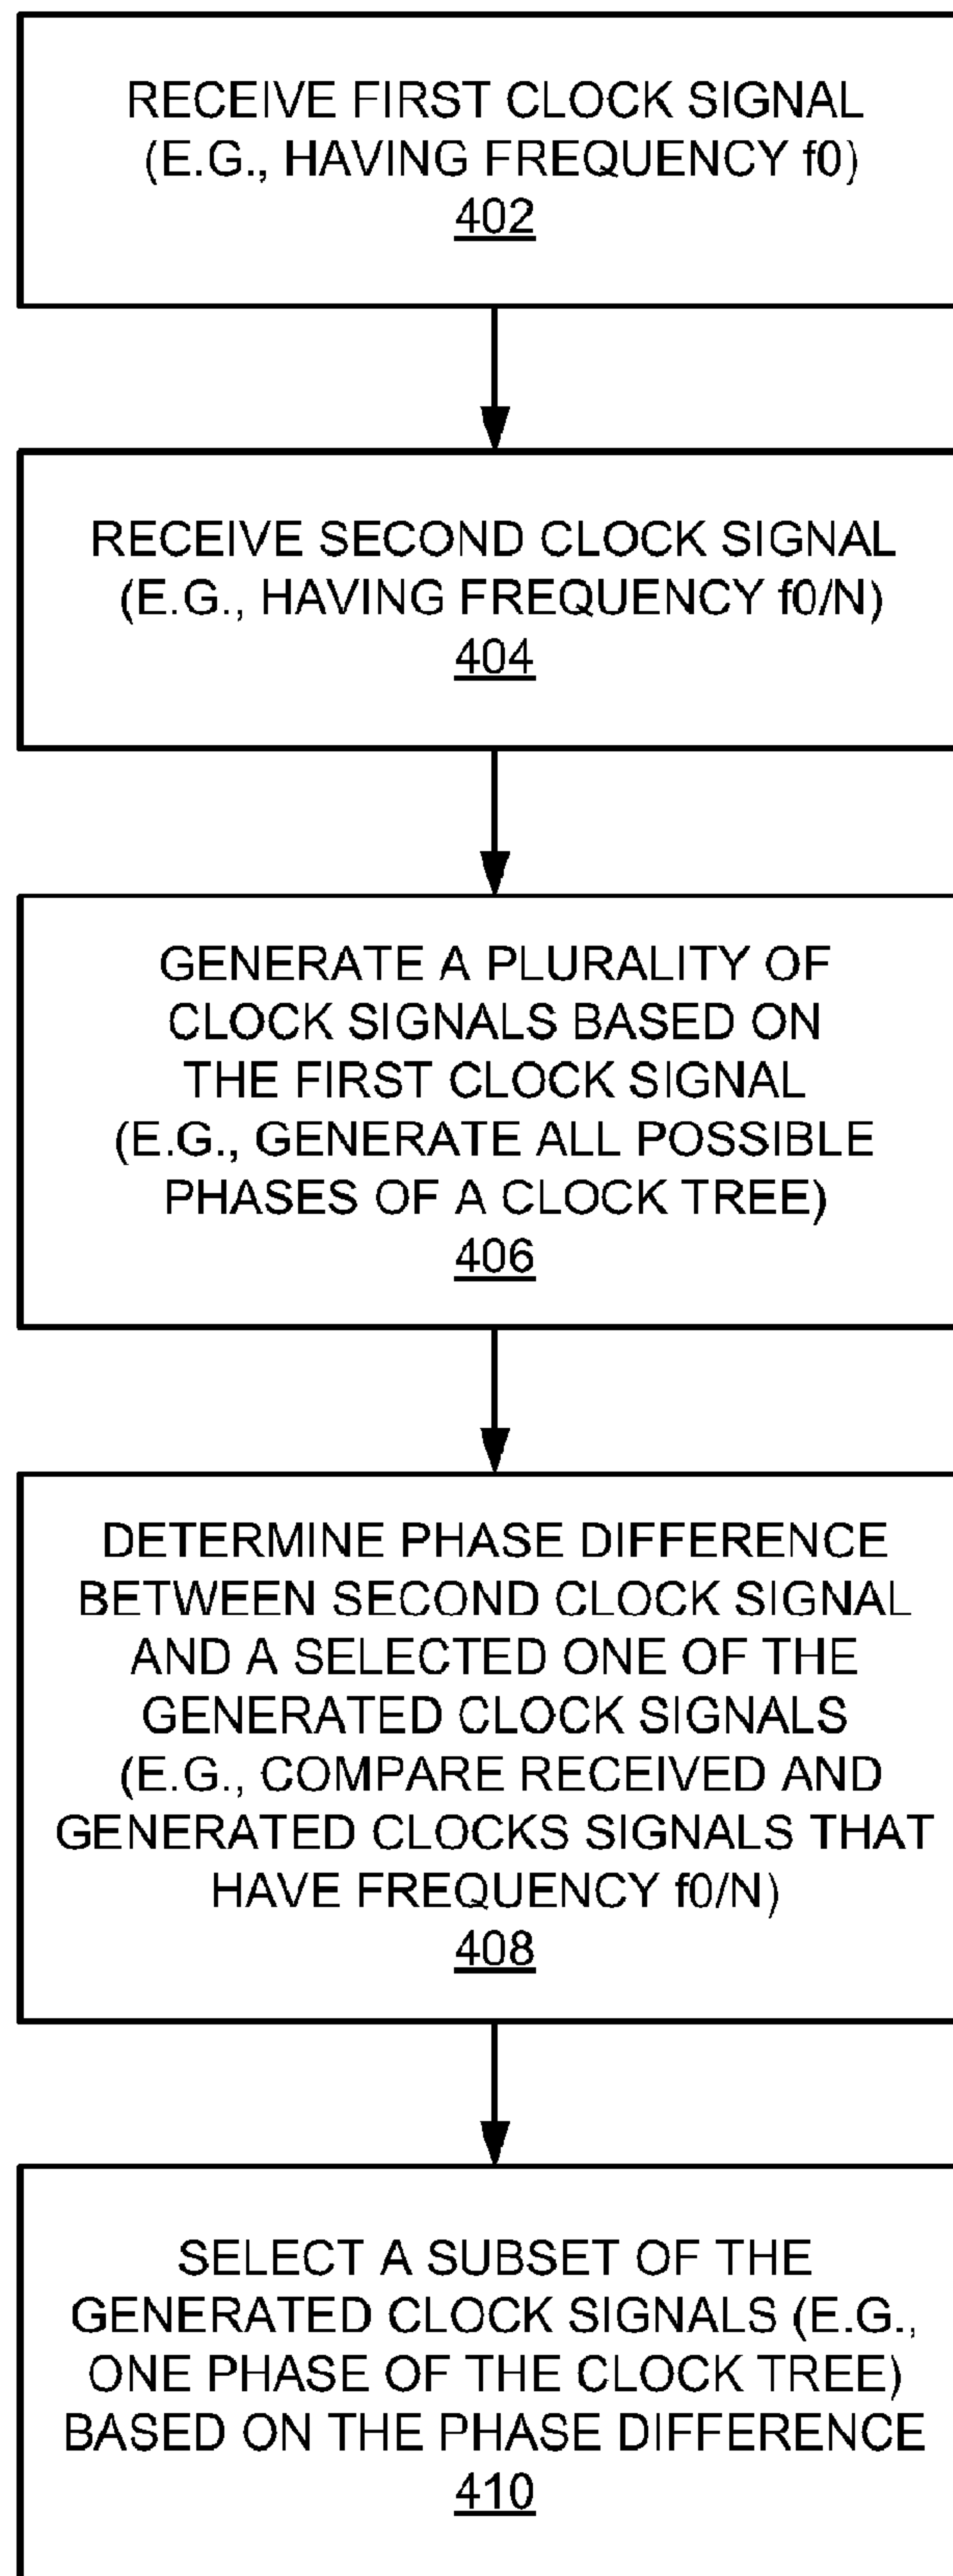 RECEIVE FIRST CLOCK SIGNAL
(E.G., HAVING FREQUENCY f0)
402
RECEIVE SECOND CLOCK SIGNAL
(E.G., HAVING FREQUENCY f0/N)
404
GENERATE A PLURALITY OF
CLOCK SIGNALS BASED ON
THE FIRST CLOCK SIGNAL
(E.G., GENERATE ALL POSSIBLE
PHASES OF A CLOCK TREE)
406
DETERMINE PHASE DIFFERENCE
BETWEEN SECOND CLOCK SIGNAL
AND A SELECTED ONE OF THE
GENERATED CLOCK SIGNALS
(E.G., COMPARE RECEIVED AND
GENERATED CLOCKS SIGNALS THAT
HAVE FREQUENCY f0/N)
408
SELECT A SUBSET OF THE
GENERATED CLOCK SIGNALS (E.G.,
ONE PHASE OF THE CLOCK TREE)
BASED ON THE PHASE DIFFERENCE
410